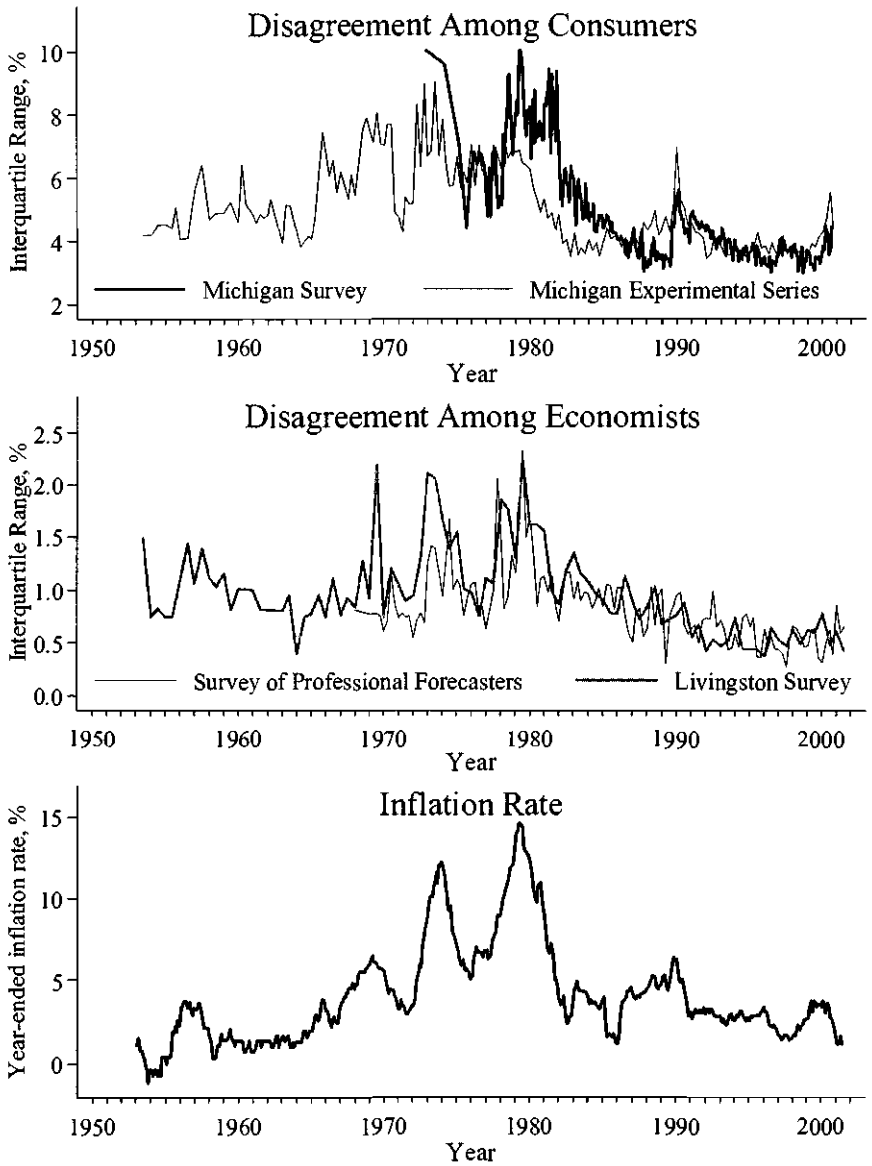 Disagreement Among Consumers
Interquartile Range, %
10
8
6
4
2
Michigan Survey
Michigan Experimental Series
1950 1960 1970 1980 1990 2000
Year
Disagreement Among Economists
Interquartile Range, %
2.5
2.0
1.5
1.0
0.5
0.0
Survey of Professional Forecasters
Livingston Survey
1950 1960 1970 1980 1990 2000
Year
Inflation Rate
Year-ended inflation rate, %
15
10
5
0
1950 1960 1970 1980 1990 2000
Year